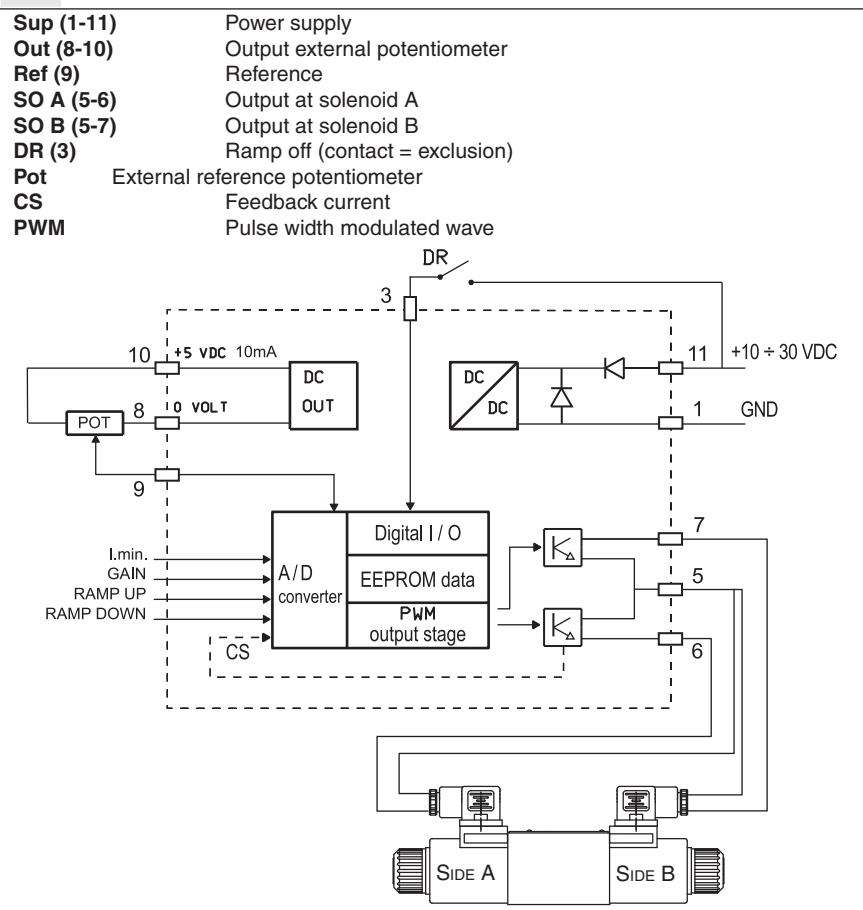 Sup (1-11) Power supply
Out (8-10) Output external potentiometer
Ref (9) Reference
SO A (5-6) Output at solenoid A
SO B (5-7) Output at solenoid B
DR (3) Ramp off (contact = exclusion)
Pot External reference potentiometer
CS Feedback current
PWM Pulse width modulated wave
DR
3
10 +5 VDC 10mA
DC
OUT
DC
DC
11 +10 ÷ 30 VDC
POT
8 0 VOLT
1 GND
9
7
Digital I / O
I.min.
GAIN
RAMP UP
RAMP DOWN
A/D
converter
EEPROM data
5
PWM
output stage
CS
6
SIDE A
SIDE B